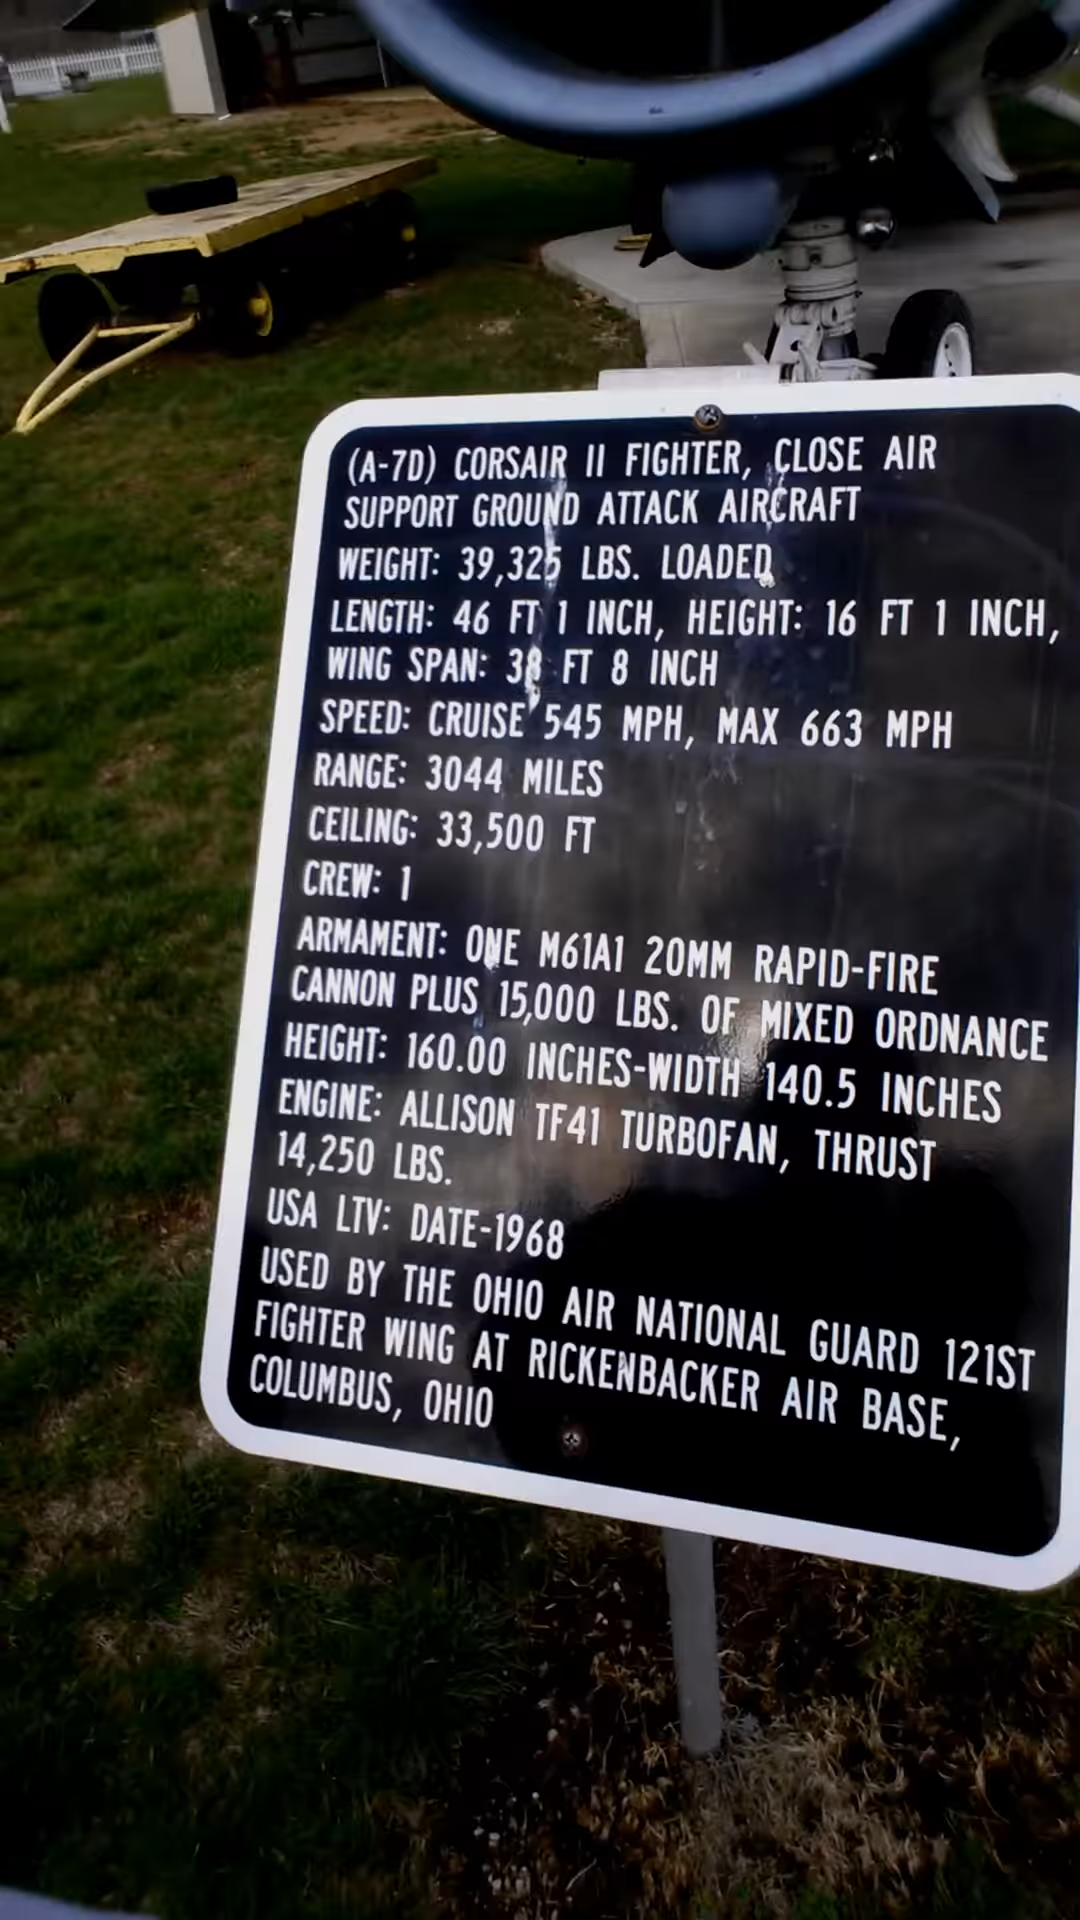 (A-7D) CORSAIR II FIGHTER, CLOSE AIR
SUPPORT GROUND ATTACK AIRCRAFT
WEIGHT: 39,325 LBS. LOADED
LENGTH: 46 FT 1 INCH, HEIGHT: 16 FT 1 INCH,
WING SPAN: 38 FT 8 INCH
SPEED: CRUISE 545 MPH, MAX 663 MPH
RANGE: 3044 MILES
CEILING: 33,500 FT
CREW: 1
ARMAMENT: ONE M61A1 20MM RAPID-FIRE
CANNON PLUS 15,000 LBS. OF MIXED ORDNANCE
HEIGHT: 160.00 INCHES-WIDTH 140.5 INCHES
ENGINE: ALLISON TF41 TURBOFAN, THRUST
14,250 LBS.
USA LTV: DATE-1968
USED BY THE OHIO AIR NATIONAL GUARD 121ST
FIGHTER WING AT RICKENBACKER AIR BASE,
COLUMBUS, OHIO